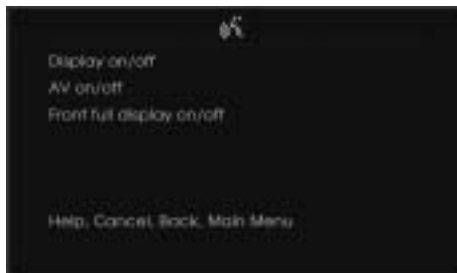 Display on/off
AV on/off
Front full display on/off
Help, Cancel, Back, Main Menu